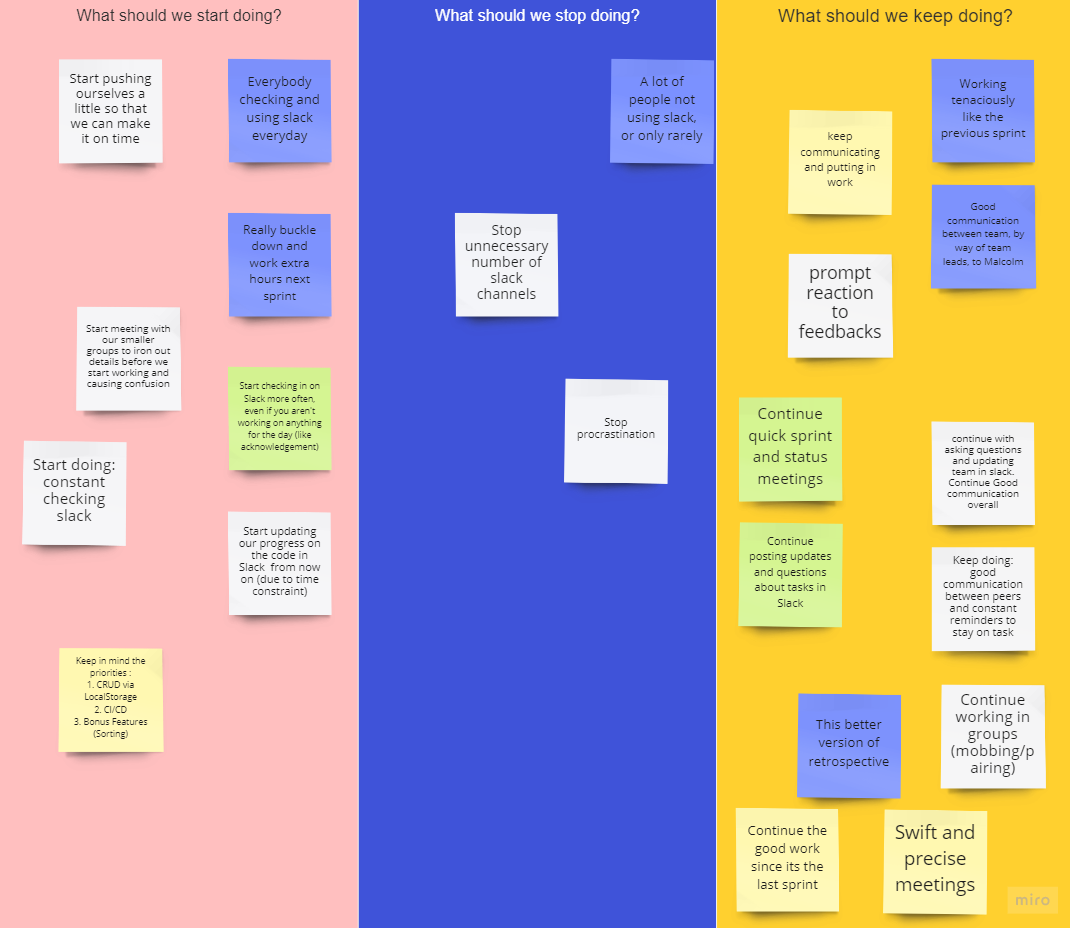 What should we start doing?
Start pushing
ourselves a
little so that
we can make
it on time
Everybody
checking and
using slack
everyday
Really buckle
down and
work extra
hours next
sprint
Start meeting with
our smaller
groups to iron out
details before we
start working and
causing confusion
Start checking in on
Slack more often,
even if you aren't
working on anything
for the day (like
acknowledgement)
Start doing:
constant
checking
slack
Start updating
our progress on
the code in
Slack from now
on (due to time
constraint)
Keep in mind the
priorities :
1. CRUD via
LocalStorage
2. CI/CD
3. Bonus Features
(Sorting)
What should we stop doing?
A lot of
people not
using slack,
or only rarely
Stop
unnecessary
number of
slack
channels
Stop
procrastination
What should we keep doing?
Working
tenaciously
like the
previous sprint
keep
communicating
and putting in
work
Good
communication
between team, by
way of team
leads, to Malcolm
prompt
reaction
to
feedbacks
Continue
quick sprint
and status
meetings
continue with
asking questions
and updating
team in slack.
Continue Good
communication
overall
Continue
posting updates
and questions
about tasks in
Slack
Keep doing:
good
communication
between peers
and constant
reminders to
stay on task
This better
version of
retrospective
Continue
working in
groups
(mobbing/p
airing)
Continue the
good work
since its the
last sprint
Swift and
precise
meetings
miro